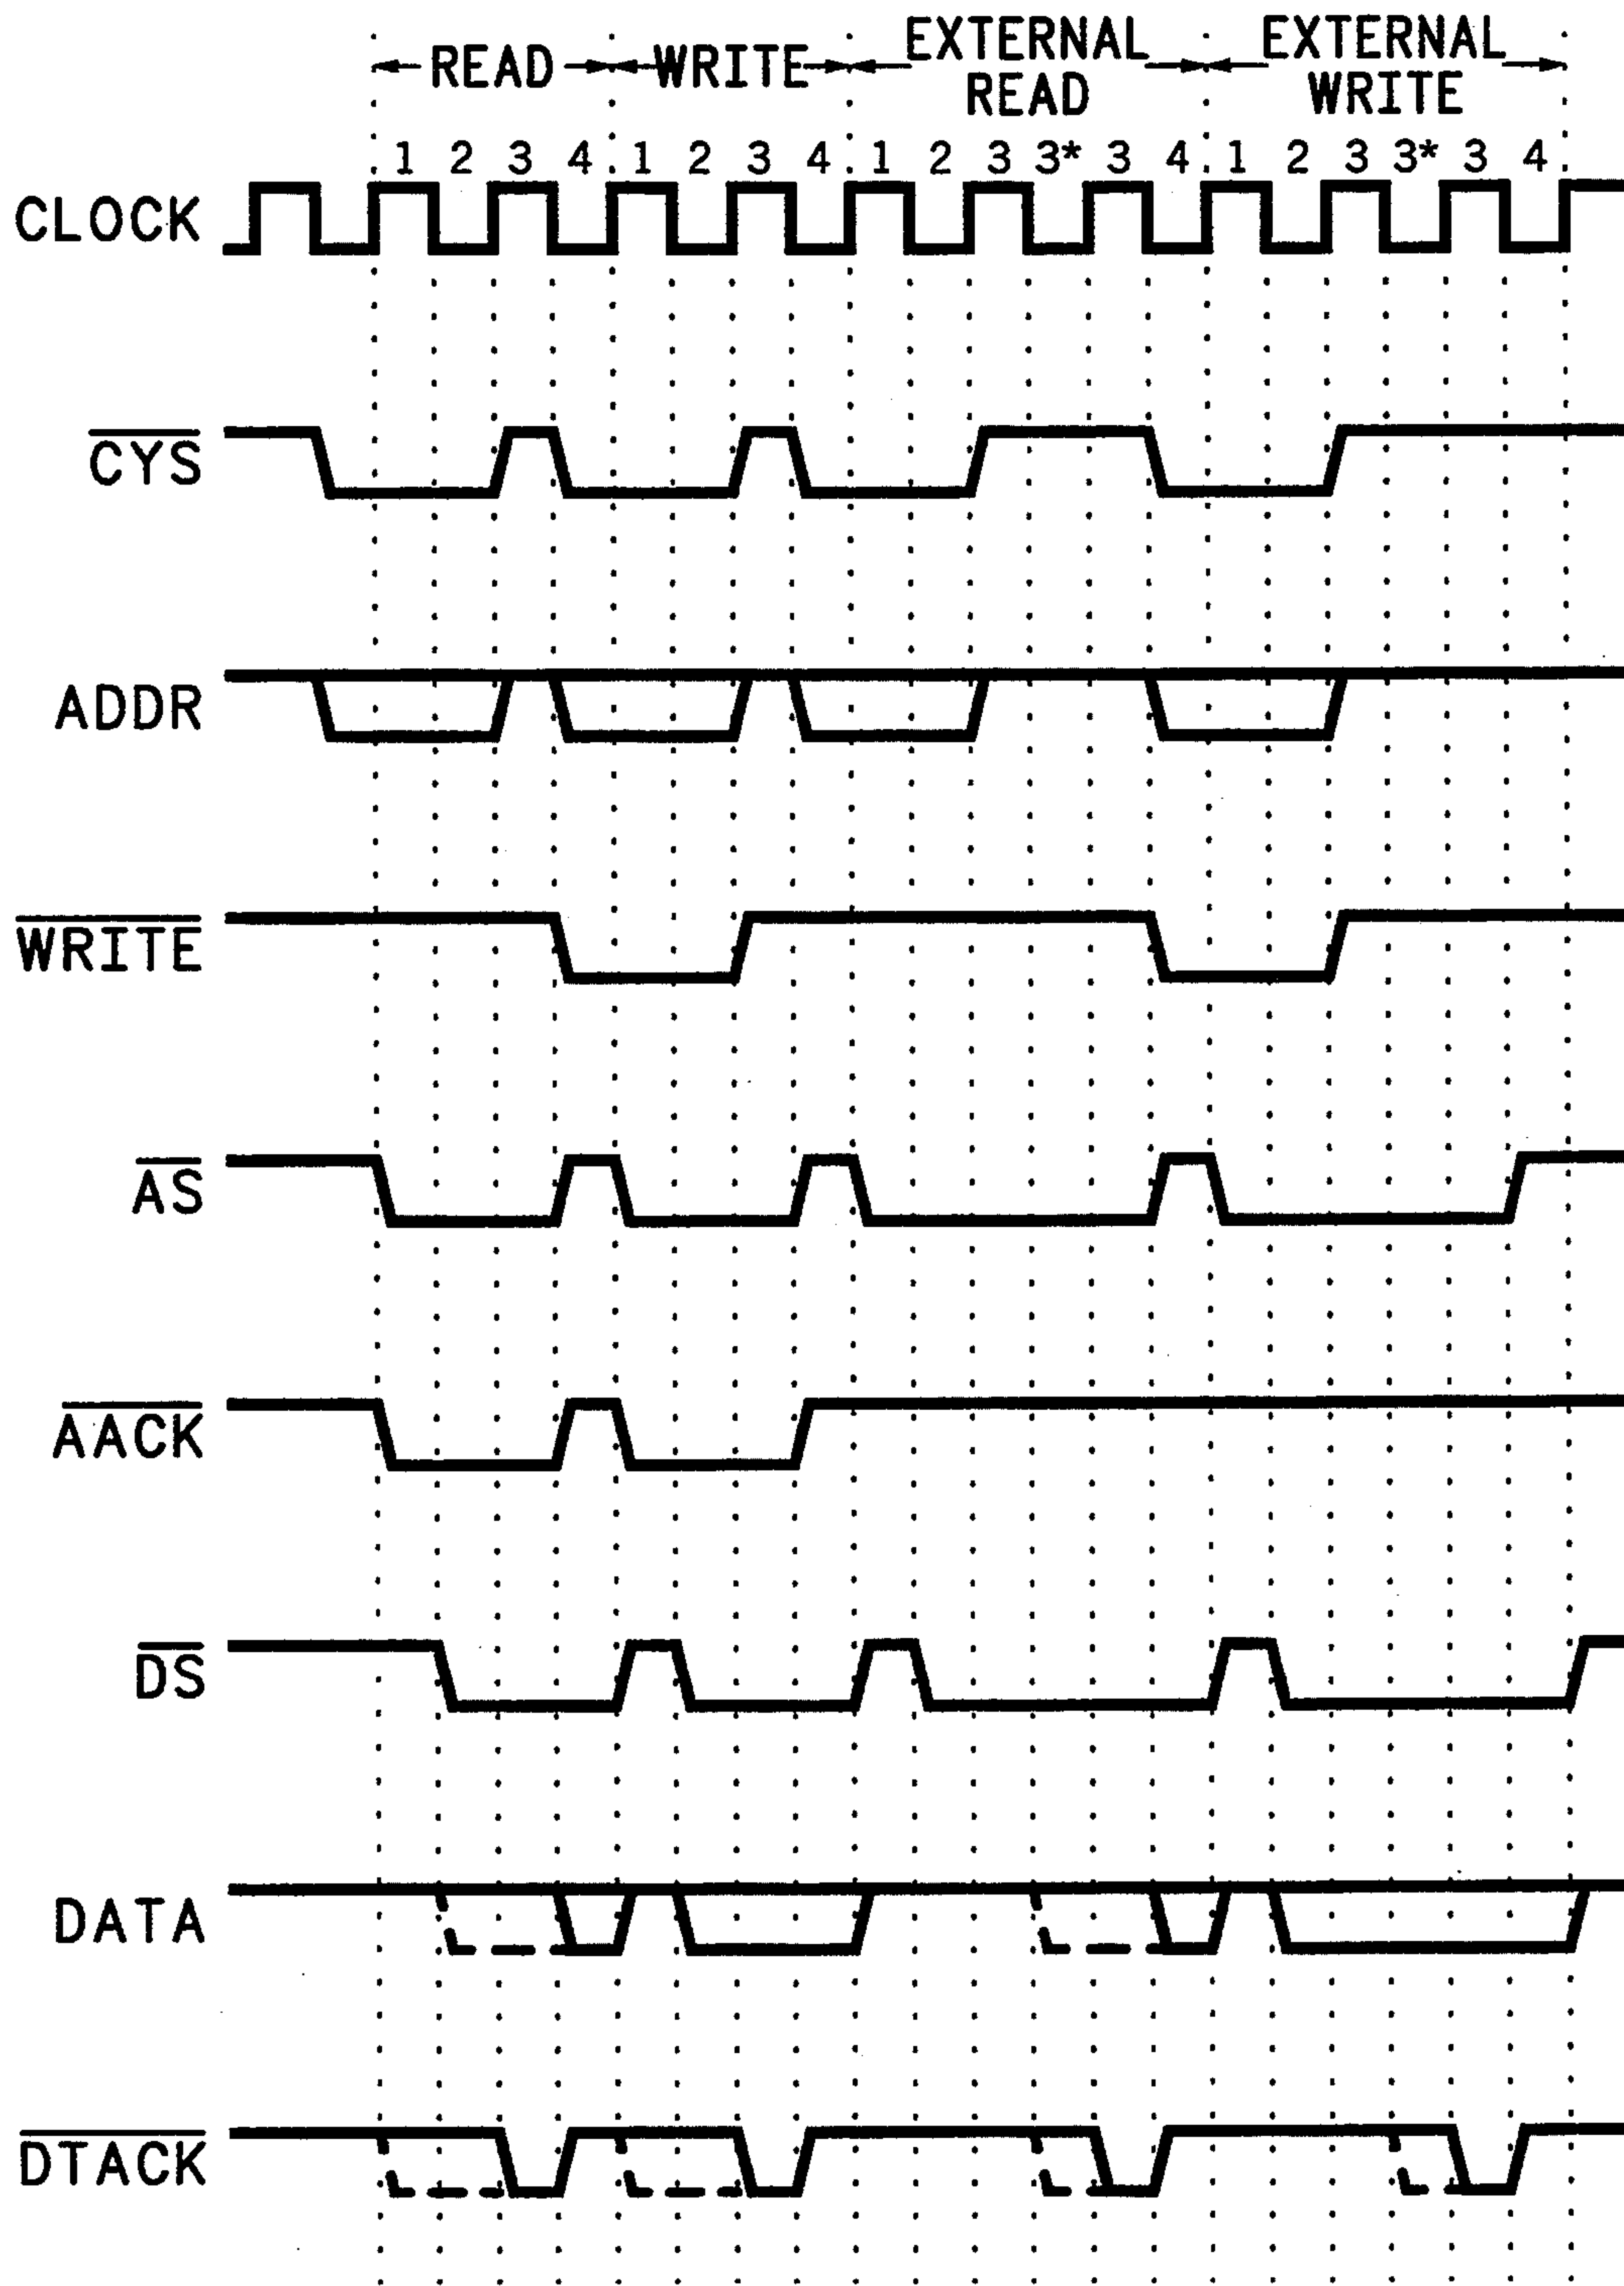 READ WRITE EXTERNAL READ EXTERNAL WRITE
1 2 3 4 1 2 3 4 1 2 3 3* 3 4 1 2 3 3* 3 4
CLOCK
CYS
ADDR
WRITE
AS
AACK
DS
DATA
DTACK